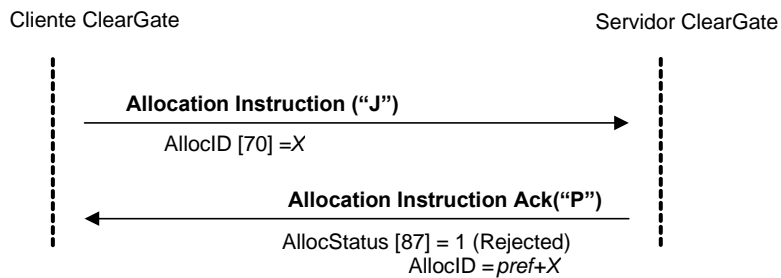 Cliente ClearGate
Servidor ClearGate
Allocation Instruction (“J”)
AllocID [70] =X
Allocation Instruction Ack(“P”)
AllocStatus [87] = 1 (Rejected)
AllocID =pref+X